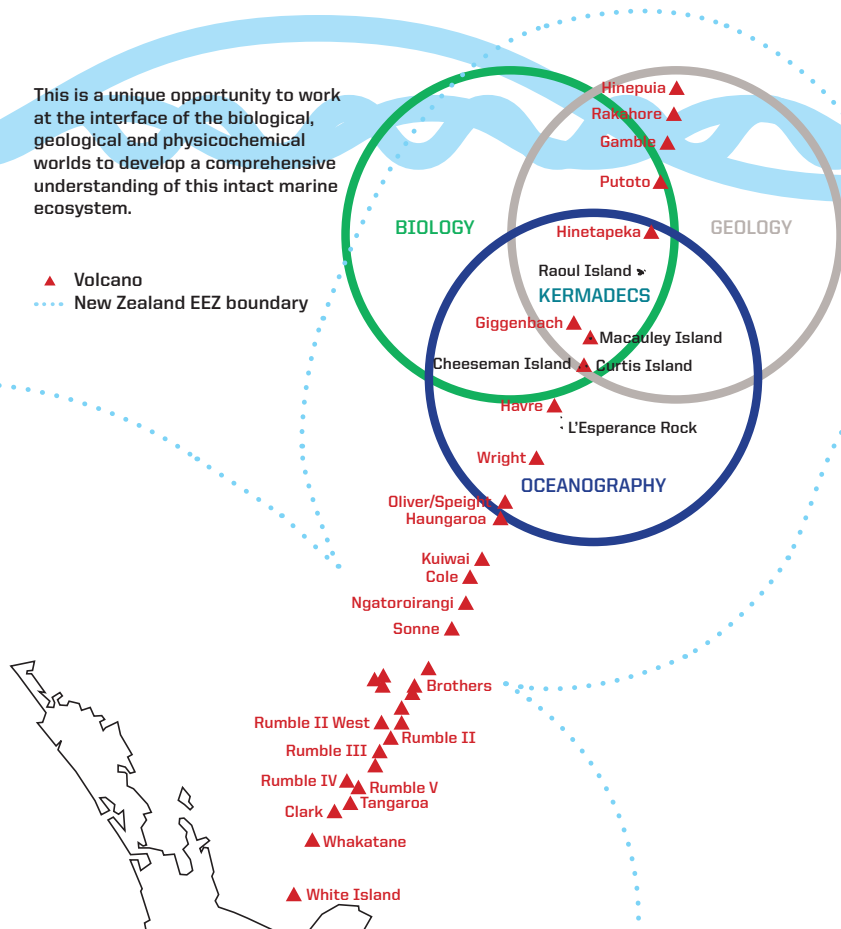 This is a unique opportunity to work
at the interface of the biological,
geological and physicochemical
worlds to develop a comprehensive
understanding of this intact marine
ecosystem.
Volcano
New Zealand EEZ boundary
Hinepuia
Rakahore
Gamble
Putoto
BIOLOGY
GEOLOGY
Hinetapeka
Raoul Island
KERMADECS
Giggenbach
Macauley Island
Cheeseman Island
Curtis Island
Havre
L'Esperance Rock
Wright
OCEANOGRAPHY
Oliver/Speight
Haungaroa
Kuiwai
Cole
Ngatoroirangi
Sonne
Brothers
Rumble II West
Rumble II
Rumble III
Rumble IV
Rumble V
Tangaroa
Clark
Whakatane
White Island